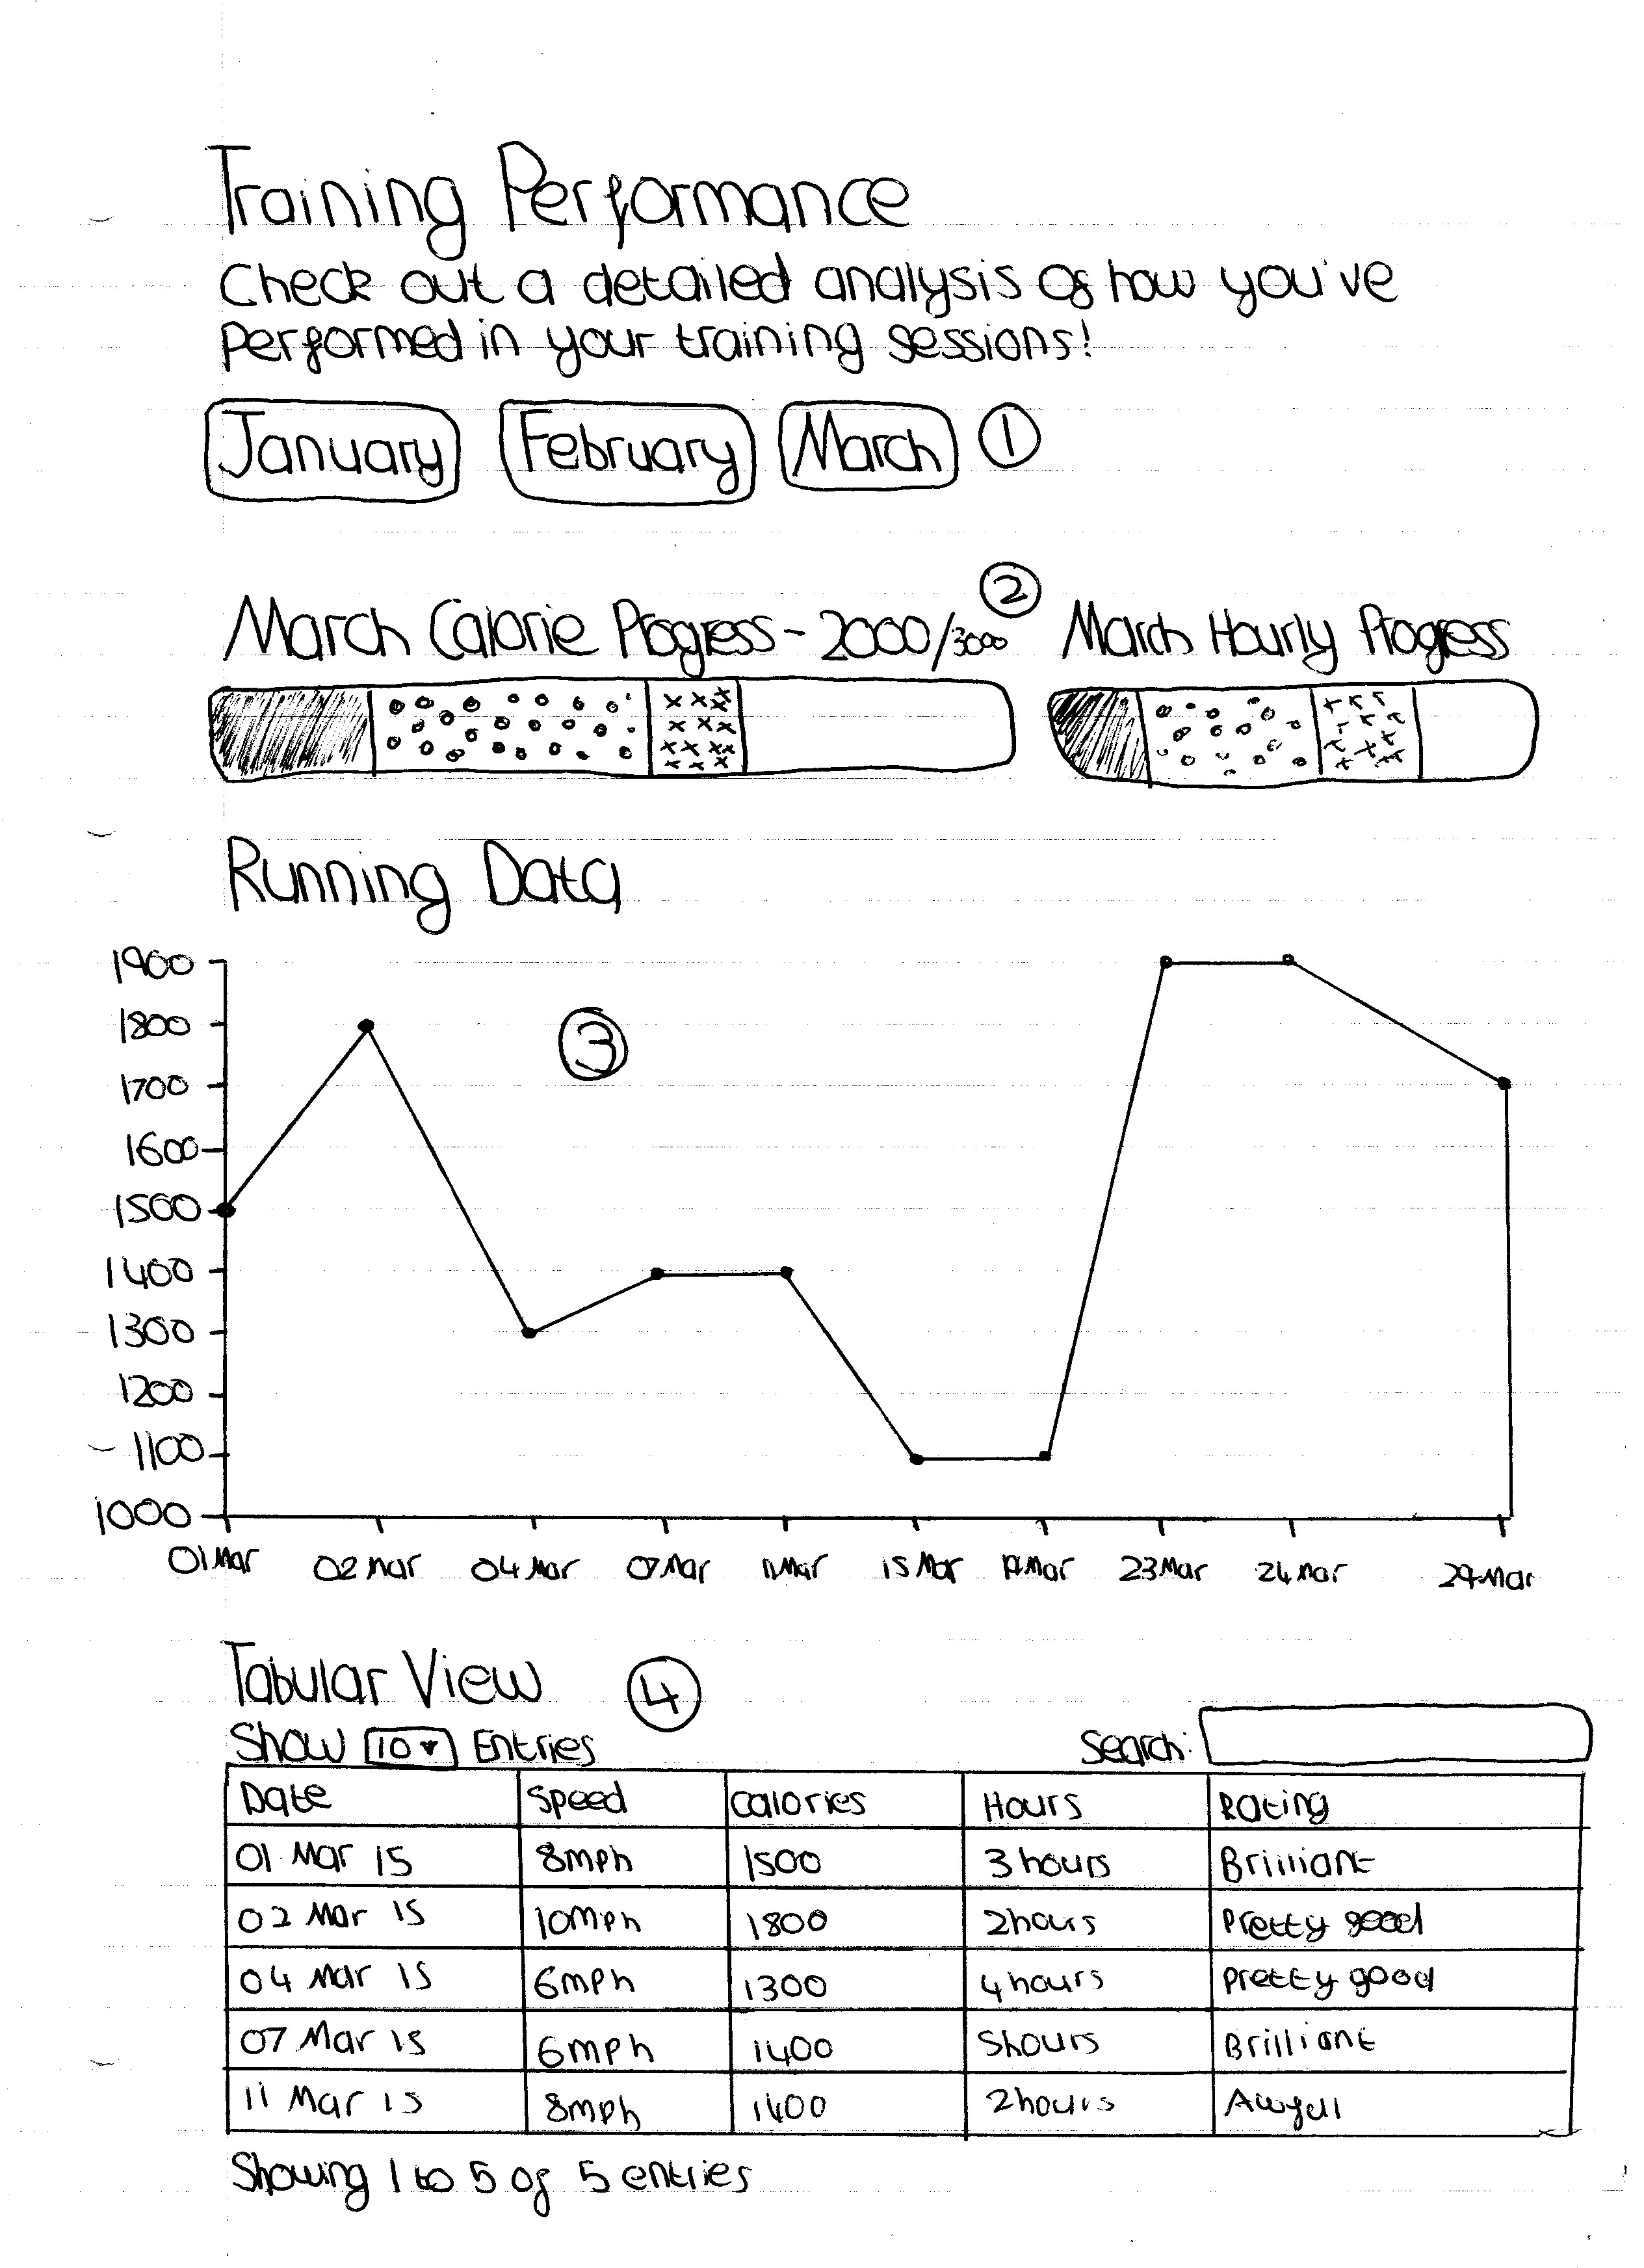 Training Performance
Check out a detailed analysis of how you've
performed in your training sessions!
January February March 1
2
March Calorie Progress - 2000/3000 March Hourly Progress
Running Data
1900
1800
3
1700
1600
1500
1400
1300
1200
1100
1000
01 Mar 02 Mar 04 Mar 07 Mar 11 Mar 15 Mar Mar 23 Mar 24 Mar 29 Mar
Tabular View 4
Show 10 Entries Search:
Date Speed Calories Hours Rating
01 Mar 15 8mph 1500 3 hours Brilliant
02 Mar 15 10mph 1800 2 hours Pretty good
04 Mar 15 6mph 1300 4 hours Pretty good
07 Mar 15 6mph 1400 5 hours Brilliant
11 Mar 15 8mph 1400 2 hours Awful
Showing 1 to 5 of 5 entries